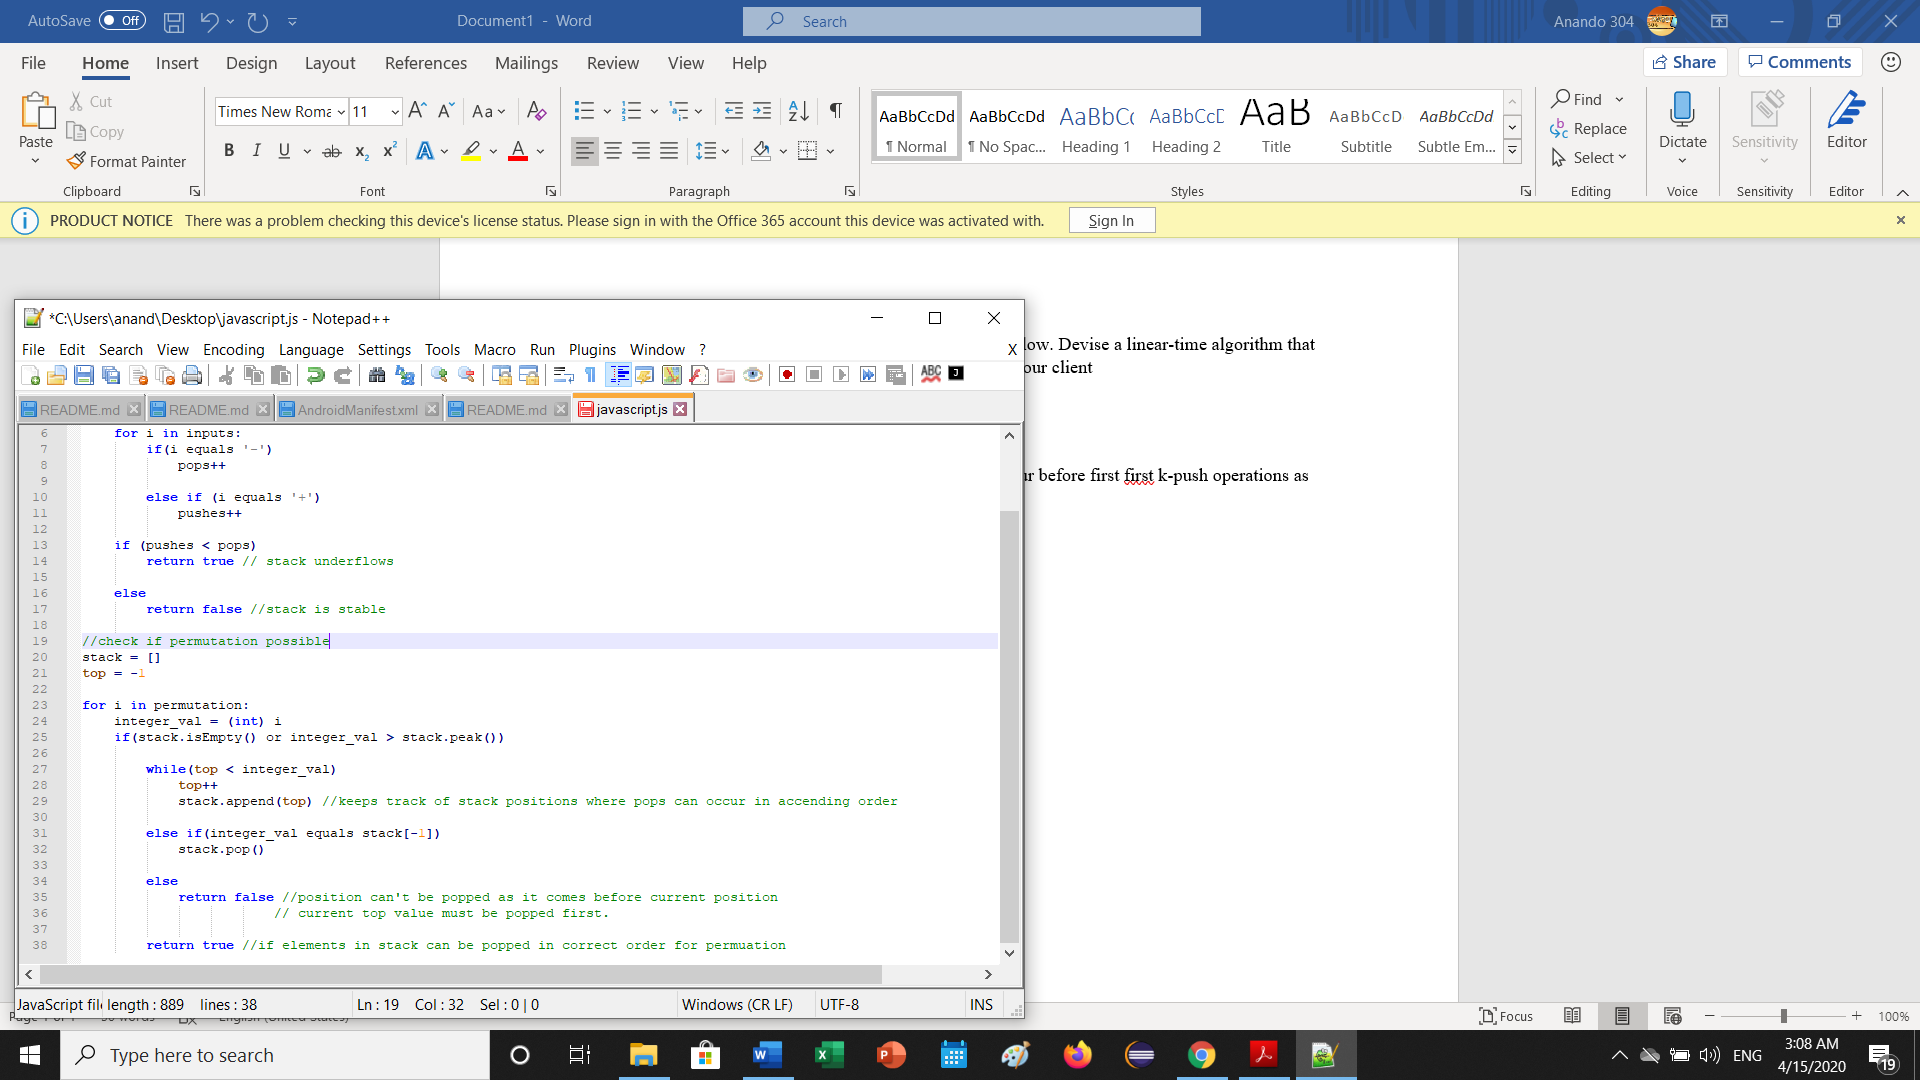 AutoSave Off Document1 - Word Search Anando 304
File Home Insert Design Layout References Mailings Review View Help Share Comments
Paste Cut Copy Format Painter Clipboard
Times New Roma 11 Aa B I U ab x₂ x² A A Font
Paragraph
AaBbCcDd AaBbCcDd AaBbCc AaBbCcD AaB AaBbCcD AaBbCcDd
¶ Normal ¶ No Spac... Heading 1 Heading 2 Title Subtitle Subtle Em...
Styles
Find Replace Select Editing
Dictate Voice
Sensitivity Sensitivity
Editor Editor
PRODUCT NOTICE There was a problem checking this device's license status. Please sign in with the Office 365 account this device was activated with. Sign In
low. Devise a linear-time algorithm that
our client
ur before first first k-push operations as
*C:\Users\anand\Desktop\javascript.js - Notepad++
File Edit Search View Encoding Language Settings Tools Macro Run Plugins Window ? X
ABC J
README.md README.md AndroidManifest.xml README.md javascript.js
6 for i in inputs:
7 if(i equals '-')
8 pops++
9
10 else if (i equals '+')
11 pushes++
12
13 if (pushes < pops)
14 return true // stack underflows
15
16 else
17 return false //stack is stable
18
19 //check if permutation possible
20 stack = []
21 top = -1
22
23 for i in permutation:
24 integer_val = (int) i
25 if(stack.isEmpty() or integer_val > stack.peak())
26
27 while(top < integer_val)
28 top++
29 stack.append(top) //keeps track of stack positions where pops can occur in accending order
30
31 else if(integer_val equals stack[-1])
32 stack.pop()
33
34 else
35 return false //position can't be popped as it comes before current position
36 // current top value must be popped first.
37
38 return true //if elements in stack can be popped in correct order for permuation
JavaScript fil length : 889 lines : 38 Ln : 19 Col : 32 Sel : 0 | 0 Windows (CR LF) UTF-8 INS
Focus 100%
Type here to search
ENG 3:08 AM
4/15/2020 19